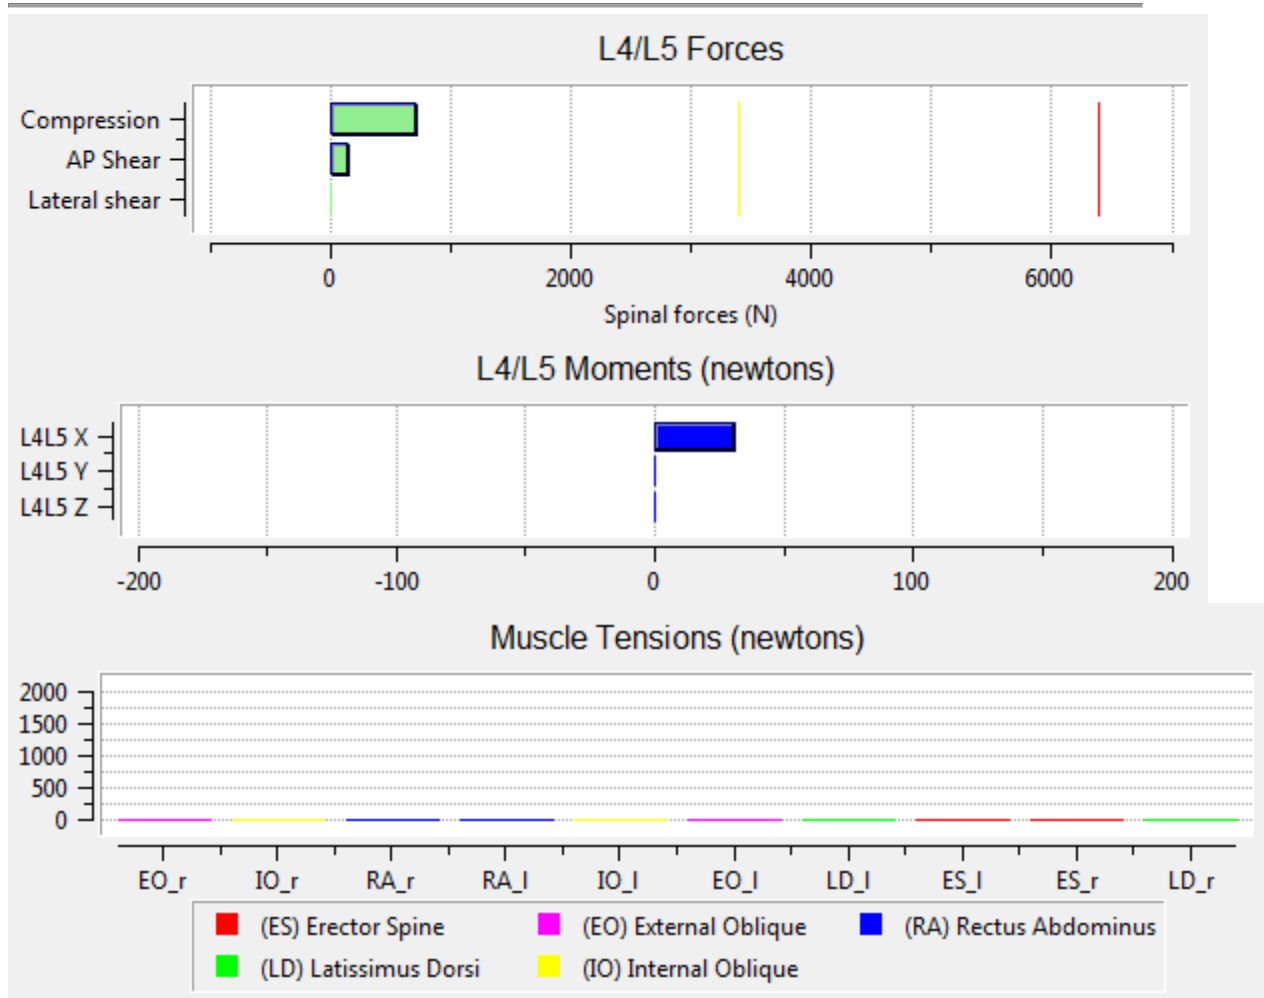 L4/L5 Forces
Compression
AP Shear
Lateral shear
0 2000 4000 6000
Spinal forces (N)
L4/L5 Moments (newtons)
L4L5 X
L4L5 Y
L4L5 Z
-200 -100 0 100 200
Muscle Tensions (newtons)
2000
1500
1000
500
0
EO_r IO_r RA_r RA_l IO_l EO_l LD_l ES_l ES_r LD_r
(ES) Erector Spine (EO) External Oblique (RA) Rectus Abdominus
(LD) Latissimus Dorsi (IO) Internal Oblique